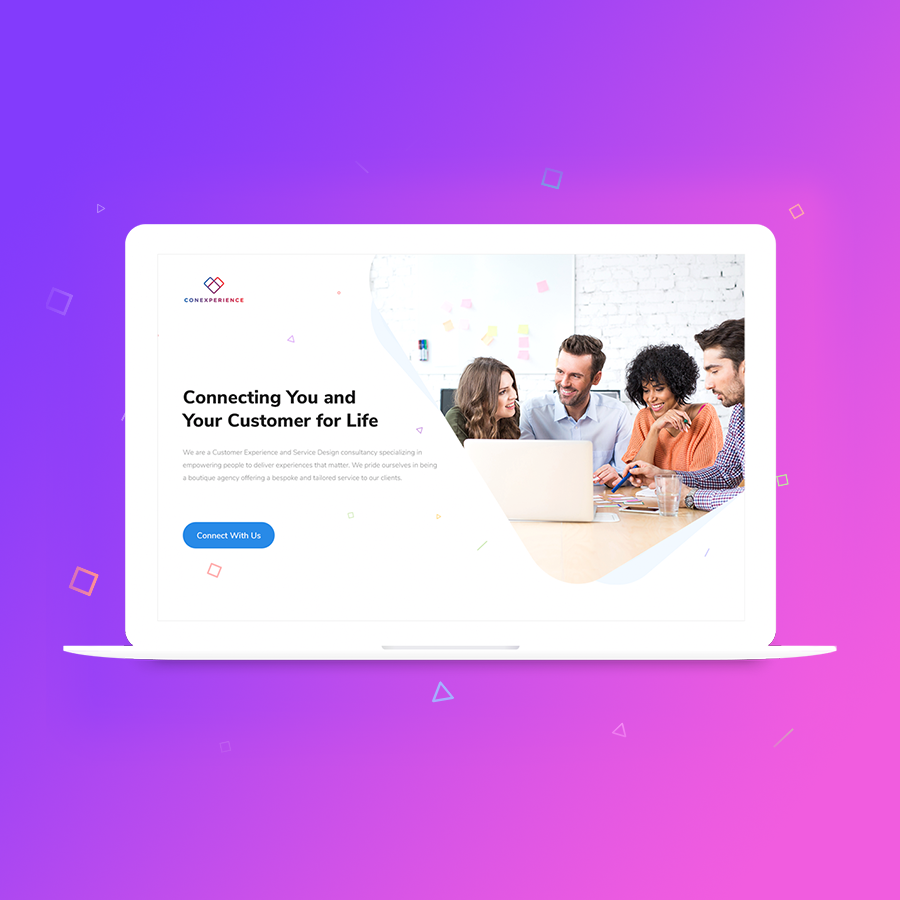 CONEXPERIENCE
Connecting You and
Your Customer for Life
We are a Customer Experience and Service Design consultancy specializing in
empowering people to deliver experiences that matter. We pride ourselves in being
a boutique agency offering a bespoke and tailored service to our clients.
Connect With Us